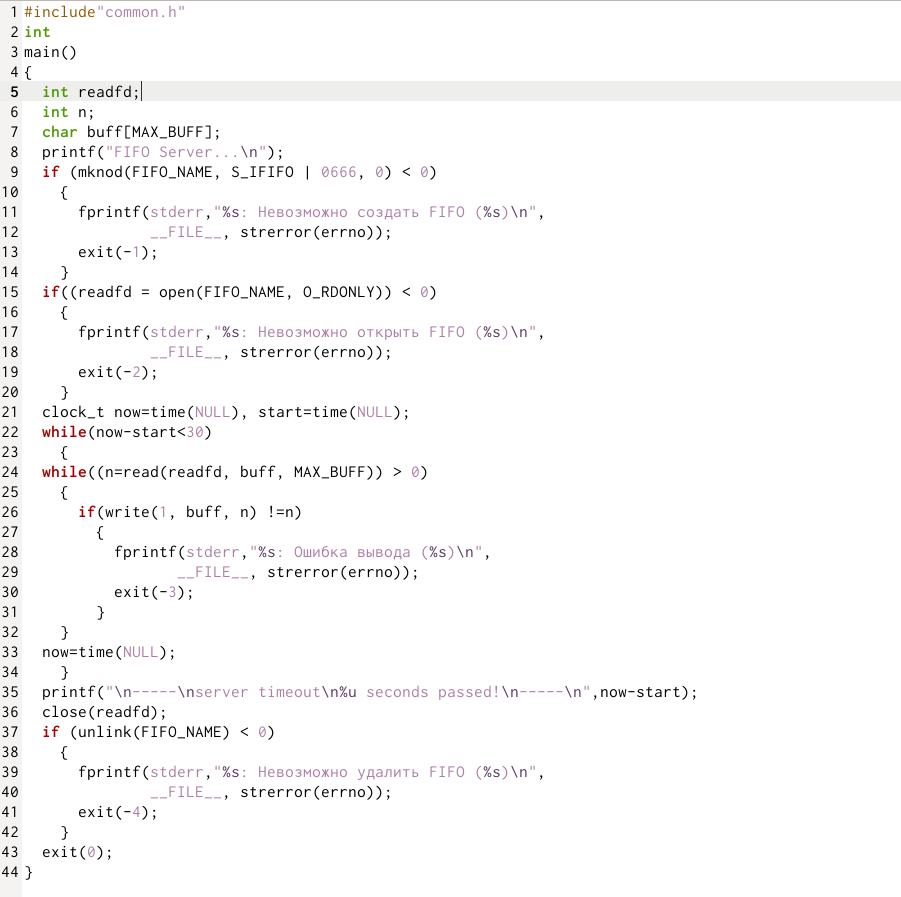 1 #include"common.h"
2 int
3 main()
4 {
5   int readfd;
6   int n;
7   char buff[MAX_BUFF];
8   printf("FIFO Server...\n");
9   if (mknod(FIFO_NAME, S_IFIFO | 0666, 0) < 0)
10     {
11       fprintf(stderr,"%s: Невозможно создать FIFO (%s)\n",
12               __FILE__, strerror(errno));
13       exit(-1);
14     }
15   if((readfd = open(FIFO_NAME, O_RDONLY)) < 0)
16     {
17       fprintf(stderr,"%s: Невозможно открыть FIFO (%s)\n",
18               __FILE__, strerror(errno));
19       exit(-2);
20     }
21   clock_t now=time(NULL), start=time(NULL);
22   while(now-start<30)
23     {
24   while((n=read(readfd, buff, MAX_BUFF)) > 0)
25     {
26       if(write(1, buff, n) !=n)
27         {
28           fprintf(stderr,"%s: Ошибка вывода (%s)\n",
29                  __FILE__, strerror(errno));
30           exit(-3);
31         }
32     }
33   now=time(NULL);
34     }
35   printf("\n-----\nserver timeout\n%u seconds passed!\n-----\n",now-start);
36   close(readfd);
37   if (unlink(FIFO_NAME) < 0)
38     {
39       fprintf(stderr,"%s: Невозможно удалить FIFO (%s)\n",
40               __FILE__, strerror(errno));
41       exit(-4);
42     }
43   exit(0);
44 }